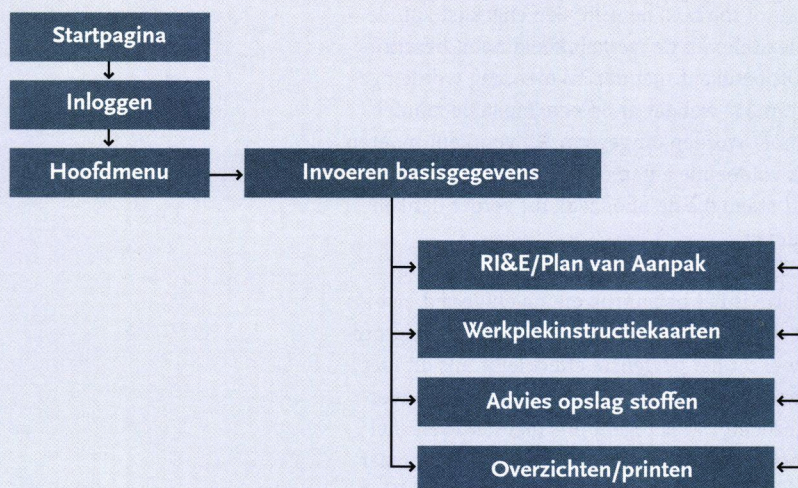 Startpagina
Inloggen
Hoofdmenu
Invoeren basisgegevens
RI&E/Plan van Aanpak
Werkplekinstructiekaarten
Advies opslag stoffen
Overzichten/printen